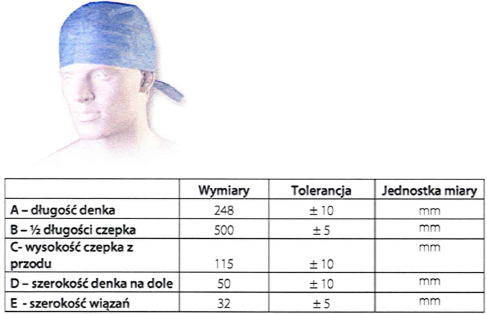 Wymiary Tolerancja Jednostka miary
A – długość denka 248 ± 10 mm
B – ½ długości czepka 500 ± 5 mm
C- wysokość czepka z mm
przodu 115 ± 10
D – szerokość denka na dole 50 ± 10 mm
E - szerokość wiązań 32 ± 5 mm